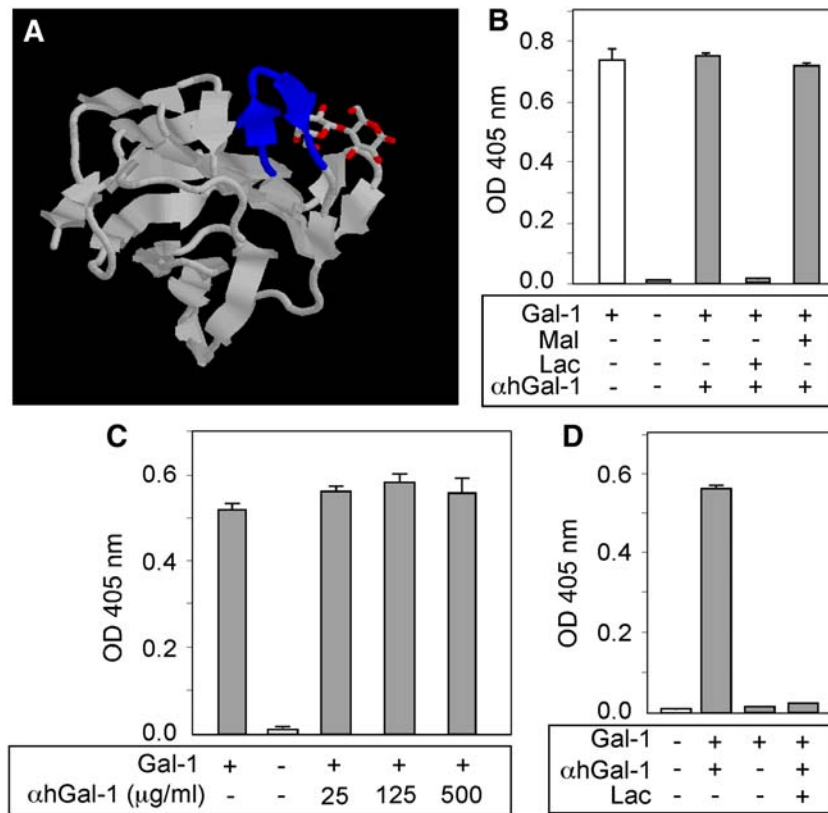 A
B
0.8
0.6
0.4
0.2
0.0
OD 405 nm
Gal-1 + - + + +
Mal - - - - +
Lac - - - + -
αhGal-1 - - + + +
C
0.6
0.4
0.2
0.0
OD 405 nm
Gal-1 + - + + +
αhGal-1 (μg/ml) - - 25 125 500
D
0.6
0.4
0.2
0.0
OD 405 nm
Gal-1 - + + +
αhGal-1 - + - +
Lac - - - +